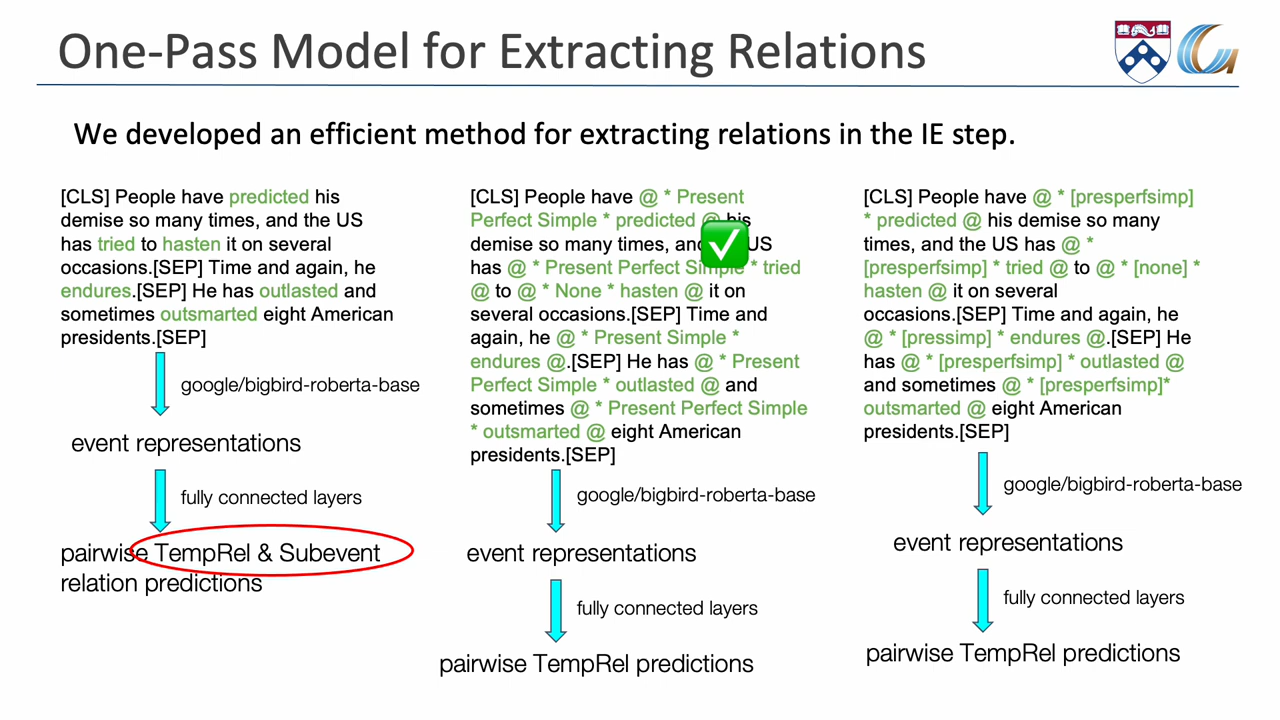 One-Pass Model for Extracting Relations
We developed an efficient method for extracting relations in the IE step.
[CLS] People have predicted his
demise so many times, and the US
has tried to hasten it on several
occasions.[SEP] Time and again, he
endures.[SEP] He has outlasted and
sometimes outsmarted eight American
presidents.[SEP]
google/bigbird-roberta-base
event representations
fully connected layers
pairwise TempRel & Subevent
relation predictions
[CLS] People have @ * Present
Perfect Simple * predicted @ his
demise so many times, and US
has @ * Present Perfect Simple * tried
@ to @ * None * hasten @ it on
several occasions.[SEP] Time and
again, he @ * Present Simple *
endures @.[SEP] He has @ * Present
Perfect Simple * outlasted @ and
sometimes @ * Present Perfect Simple
* outsmarted @ eight American
presidents.[SEP]
google/bigbird-roberta-base
event representations
fully connected layers
pairwise TempRel predictions
[CLS] People have @ * [presperfsimp]
* predicted @ his demise so many
times, and the US has @ *
[presperfsimp] * tried @ to @ * [none] *
hasten @ it on several
occasions.[SEP] Time and again, he
@ * [pressimp] * endures @.[SEP] He
has @ * [presperfsimp] * outlasted @
and sometimes @ * [presperfsimp]*
outsmarted @ eight American
presidents.[SEP]
google/bigbird-roberta-base
event representations
fully connected layers
pairwise TempRel predictions